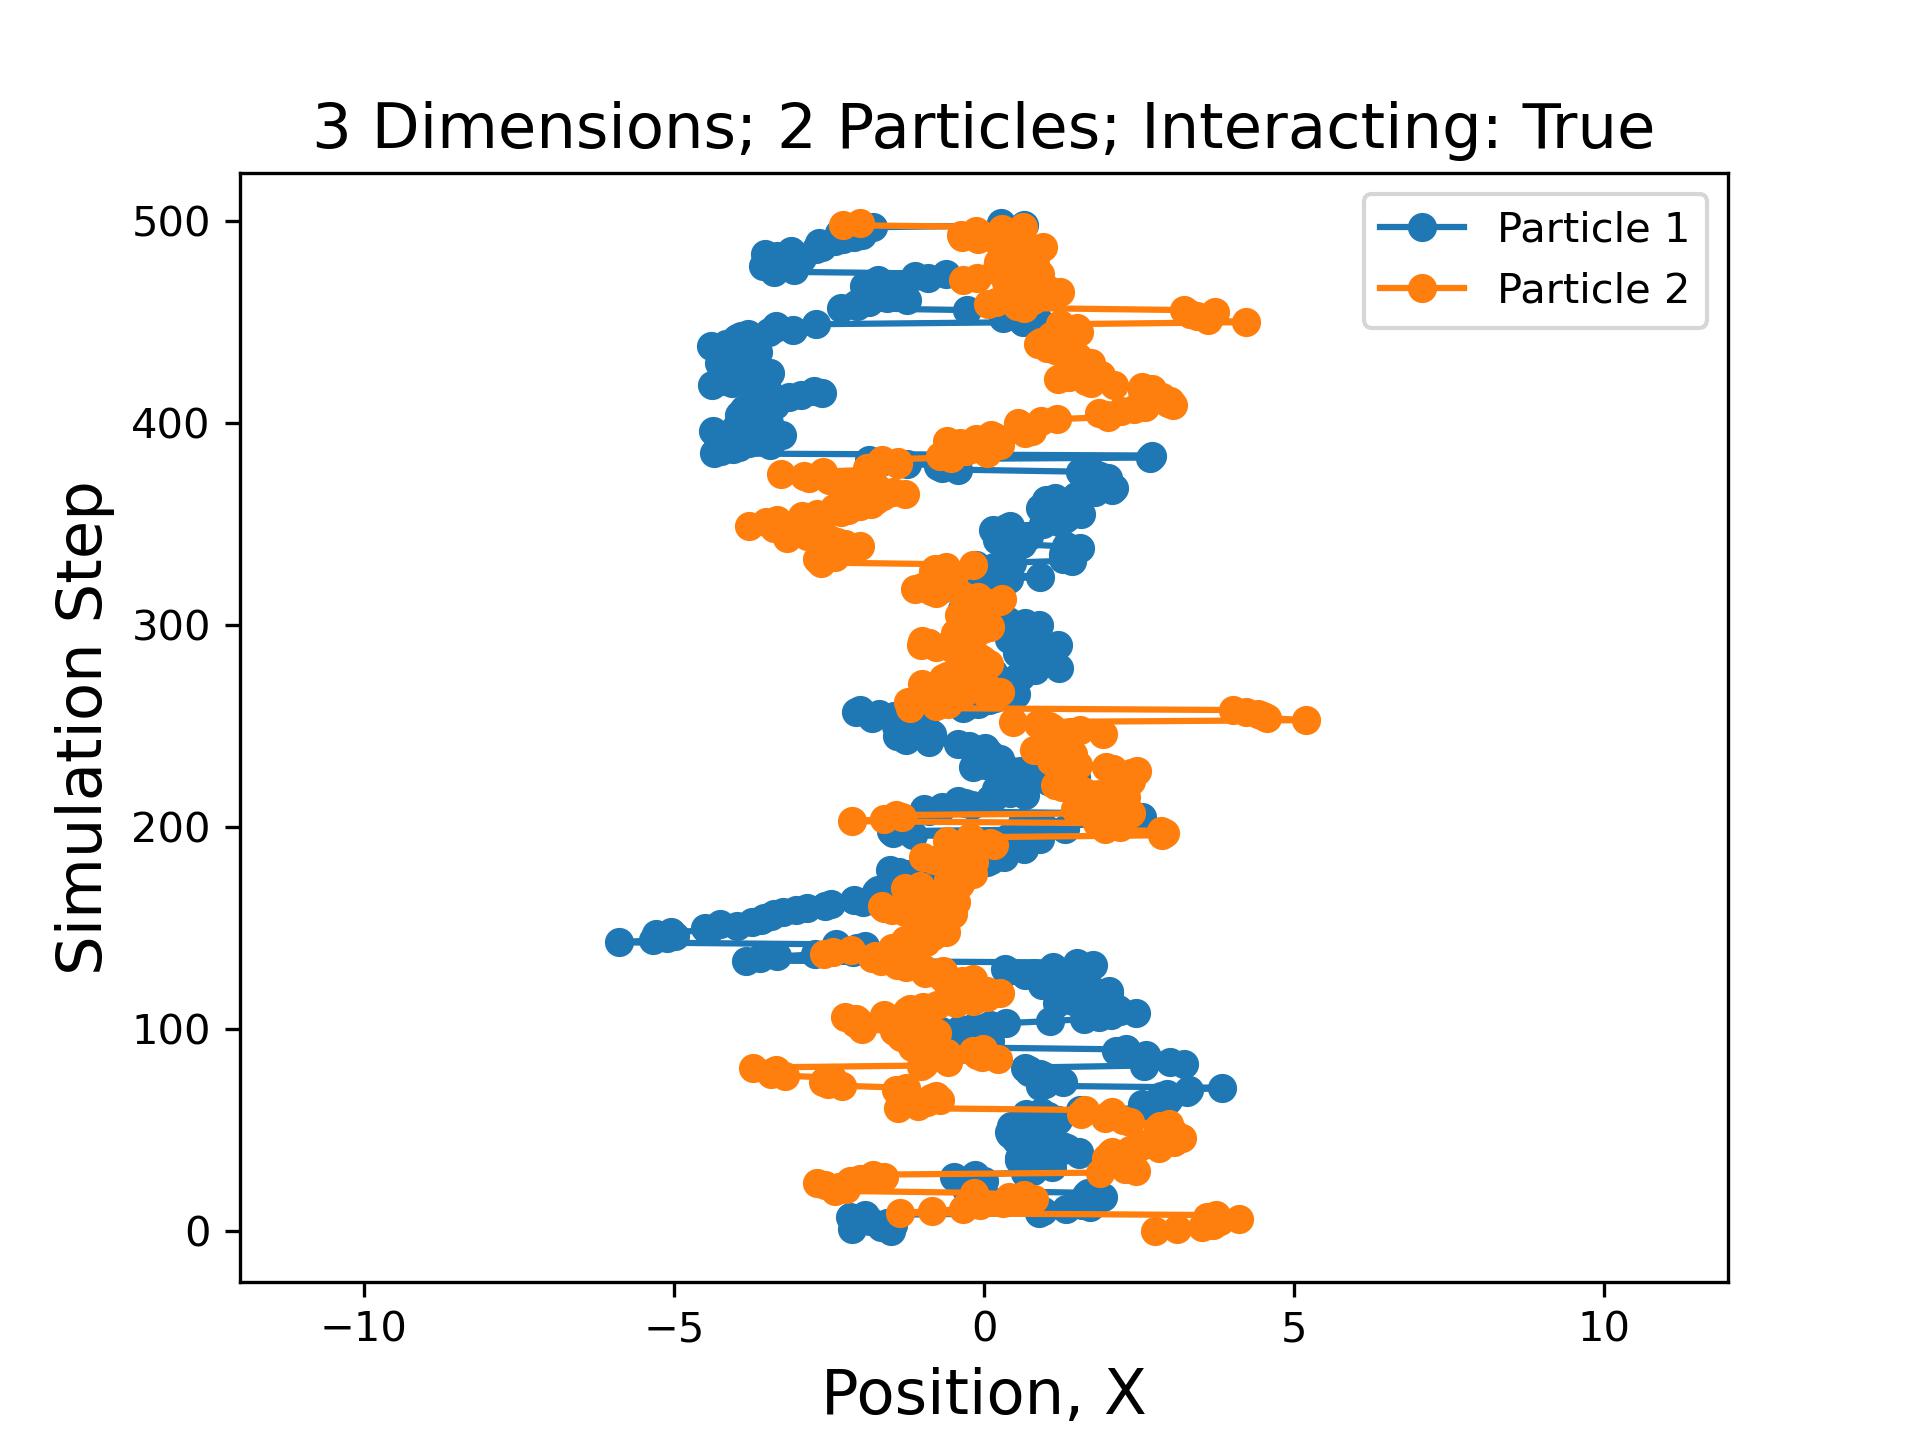 3 Dimensions; 2 Particles; Interacting: True
Particle 1
Particle 2
500
400
300
200
100
0
Simulation Step
−10
−5
0
5
10
Position, X